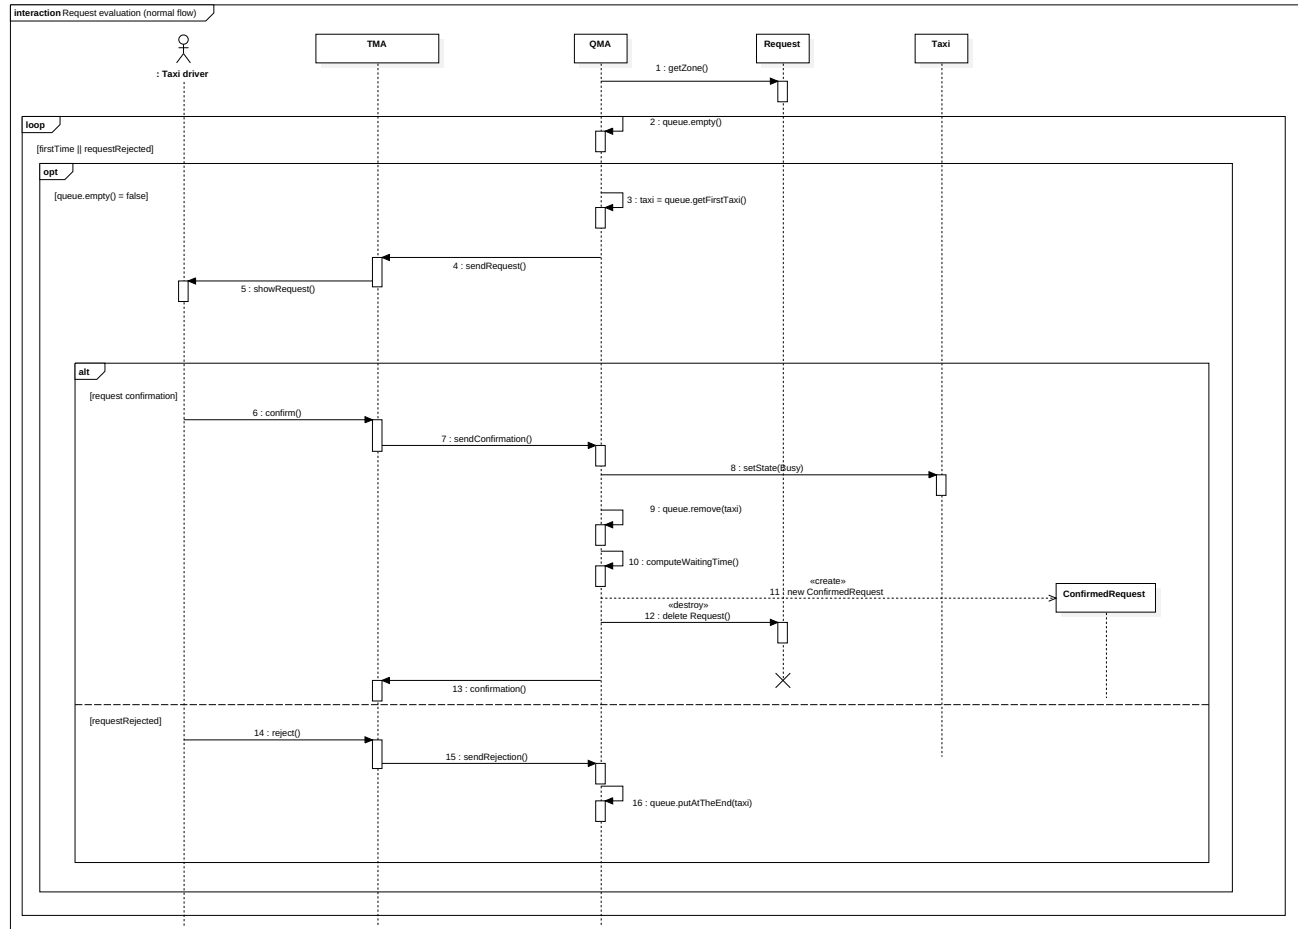 interaction Request evaluation (normal flow)
: Taxi driver
TMA
QMA
Request
Taxi
1 : getZone()
loop
2 : queue.empty()
[firstTime || requestRejected]
opt
[queue.empty() = false]
3 : taxi = queue.getFirstTaxi()
4 : sendRequest()
5 : showRequest()
alt
[request confirmation]
6 : confirm()
7 : sendConfirmation()
8 : setState(Busy)
9 : queue.remove(taxi)
10 : computeWaitingTime()
«create»
11 : new ConfirmedRequest
ConfirmedRequest
«destroy»
12 : delete Request()
13 : confirmation()
[requestRejected]
14 : reject()
15 : sendRejection()
16 : queue.putAtTheEnd(taxi)